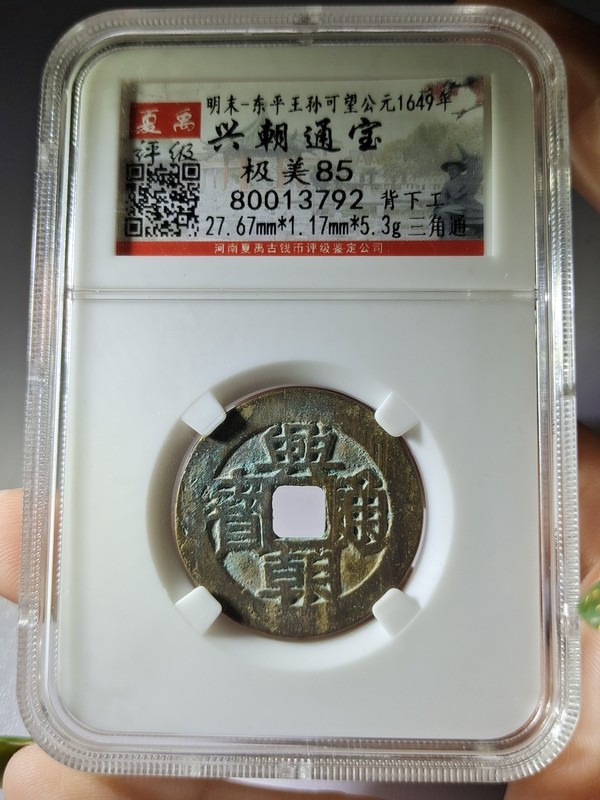 明末-东平王孙可望公元1649年
夏禹
评级
兴朝通宝
极美85
80013792 背下工
27.67mm*1.17mm*5.3g 三角通
河南夏禹古钱币评级鉴定公司
興朝通寶